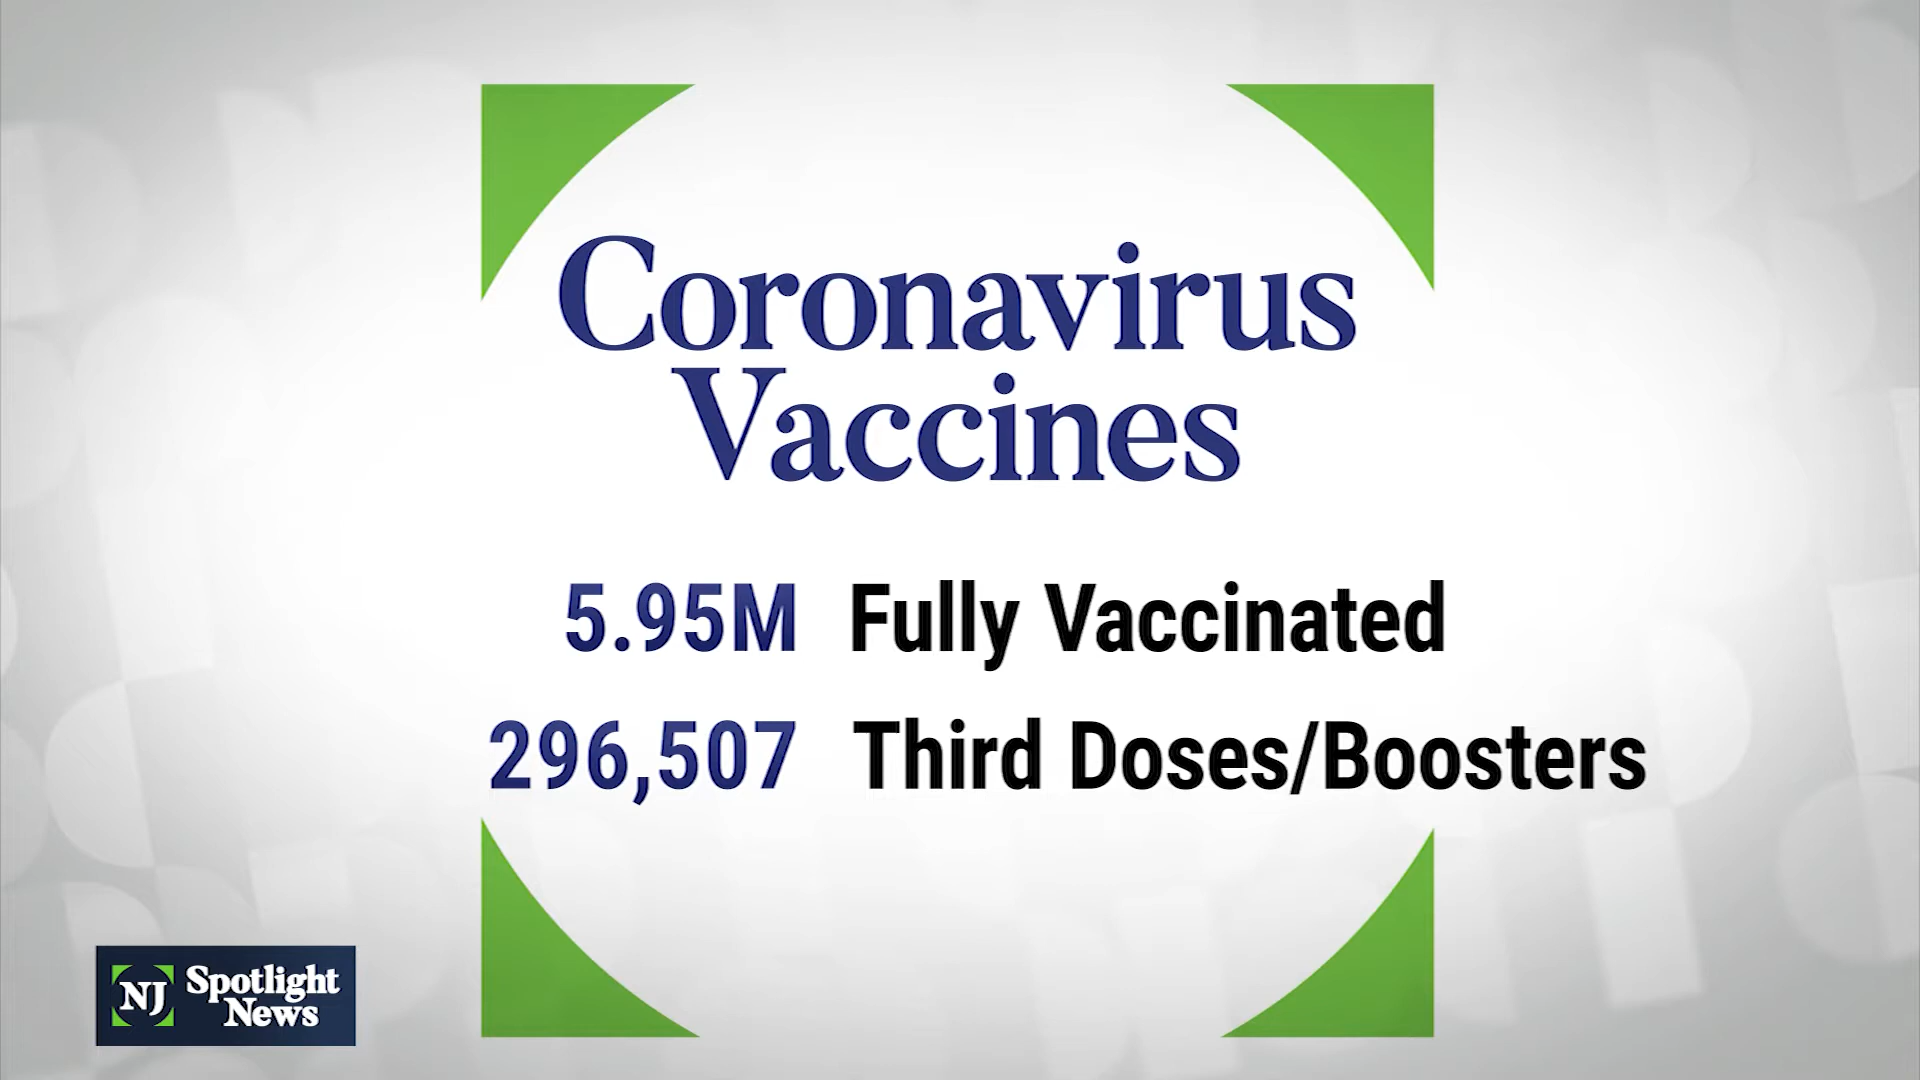 Coronavirus
Vaccines
5.95M Fully Vaccinated
296,507 Third Doses/Boosters
NJ Spotlight
News